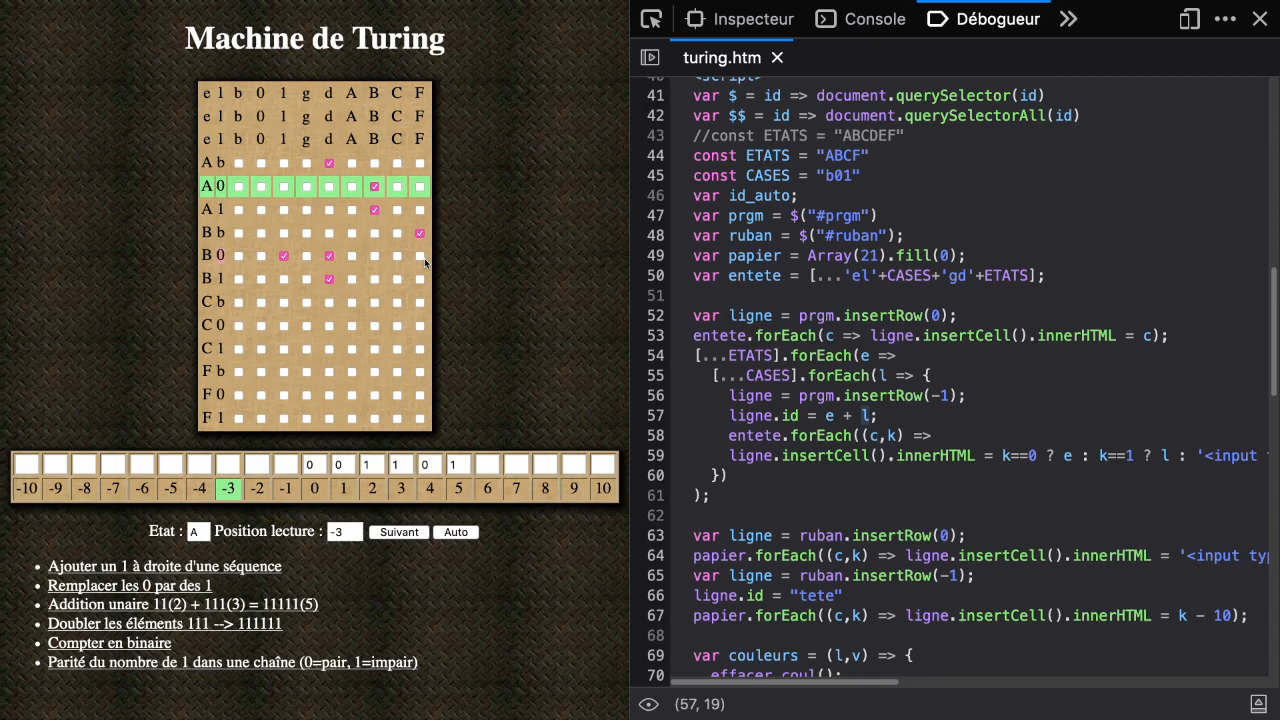 Machine de Turing
e l b 0 1 g d A B C F
e l b 0 1 g d A B C F
e l b 0 1 g d A B C F
A b
A 0
A 1
B b
B 0
B 1
C b
C 0
C 1
F b
F 0
F 1
0 0 1 1 0 1
-10 -9 -8 -7 -6 -5 -4 -3 -2 -1 0 1 2 3 4 5 6 7 8 9 10
Etat : A Position lecture : -3 Suivant Auto
Ajouter un 1 à droite d'une séquence
Remplacer les 0 par des 1
Addition unaire 11(2) + 111(3) = 11111(5)
Doubler les éléments 111 --> 111111
Compter en binaire
Parité du nombre de 1 dans une chaîne (0=pair, 1=impair)
Inspecteur Console Débogueur
turing.htm
40 <script>
41 var $ = id => document.querySelector(id)
42 var $$ = id => document.querySelectorAll(id)
43 //const ETATS = "ABCDEF"
44 const ETATS = "ABCF"
45 const CASES = "b01"
46 var id_auto;
47 var prgm = $("#prgm")
48 var ruban = $("#ruban");
49 var papier = Array(21).fill(0);
50 var entete = [...'el'+CASES+'gd'+ETATS];
51
52 var ligne = prgm.insertRow(0);
53 entete.forEach(c => ligne.insertCell().innerHTML = c);
54 [...ETATS].forEach(e =>
55 [...CASES].forEach(l => {
56 ligne = prgm.insertRow(-1);
57 ligne.id = e + l;
58 entete.forEach((c,k) =>
59 ligne.insertCell().innerHTML = k==0 ? e : k==1 ? l : '<input
60 })
61 );
62
63 var ligne = ruban.insertRow(0);
64 papier.forEach((c,k) => ligne.insertCell().innerHTML = '<input typ
65 var ligne = ruban.insertRow(-1);
66 ligne.id = "tete"
67 papier.forEach((c,k) => ligne.insertCell().innerHTML = k - 10);
68
69 var couleurs = (l,v) => {
70 effacer_coul();
(57, 19)